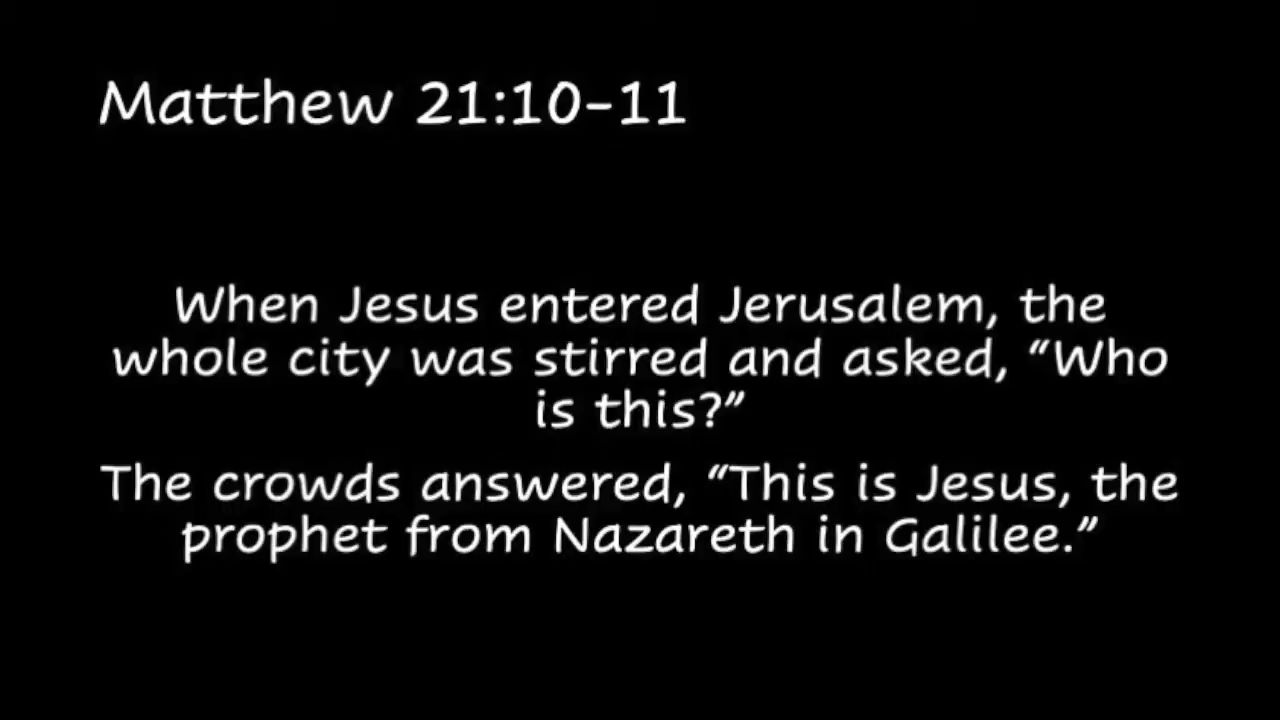 Matthew 21:10-11
When Jesus entered Jerusalem, the
whole city was stirred and asked, “Who
is this?”
The crowds answered, “This is Jesus, the
prophet from Nazareth in Galilee.”